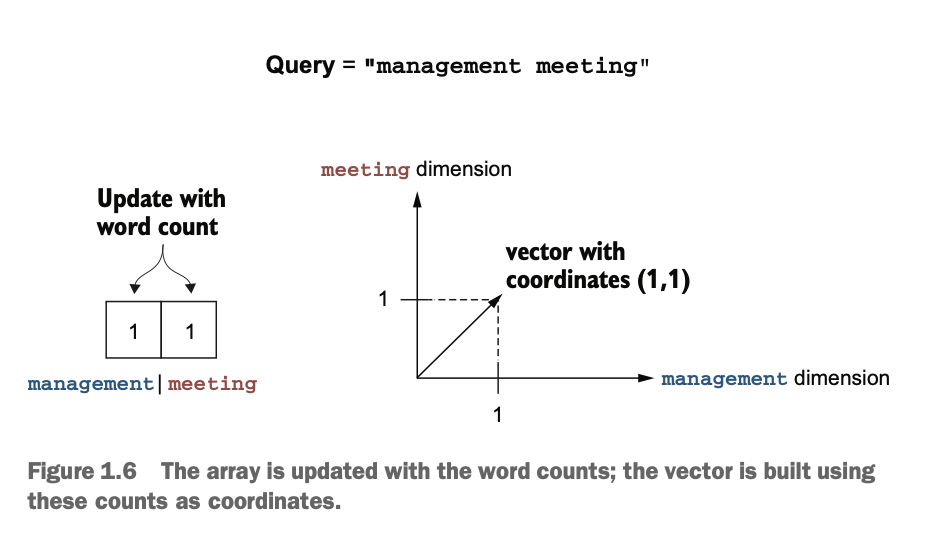 Query = "management meeting"
meeting dimension
Update with
word count
vector with
coordinates (1,1)
1
1 1
management|meeting
management dimension
1
Figure 1.6 The array is updated with the word counts; the vector is built using
these counts as coordinates.